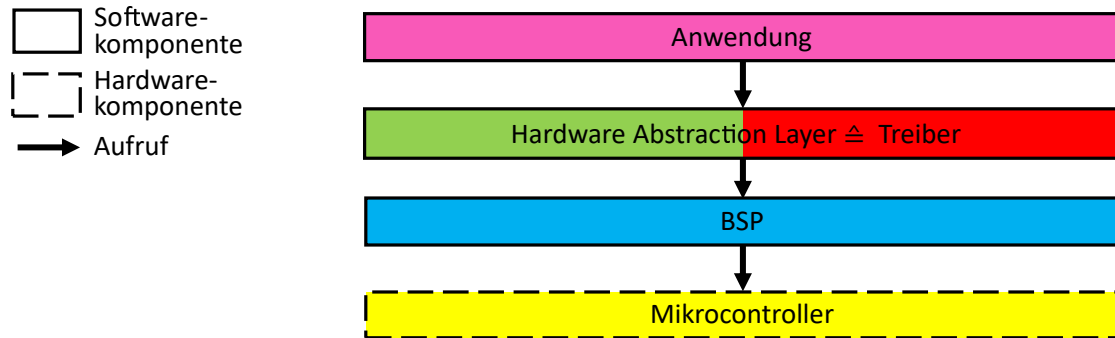 Software-
komponente
Hardware-
komponente
Aufruf
Anwendung
Hardware Abstraction Layer ≙ Treiber
BSP
Mikrocontroller